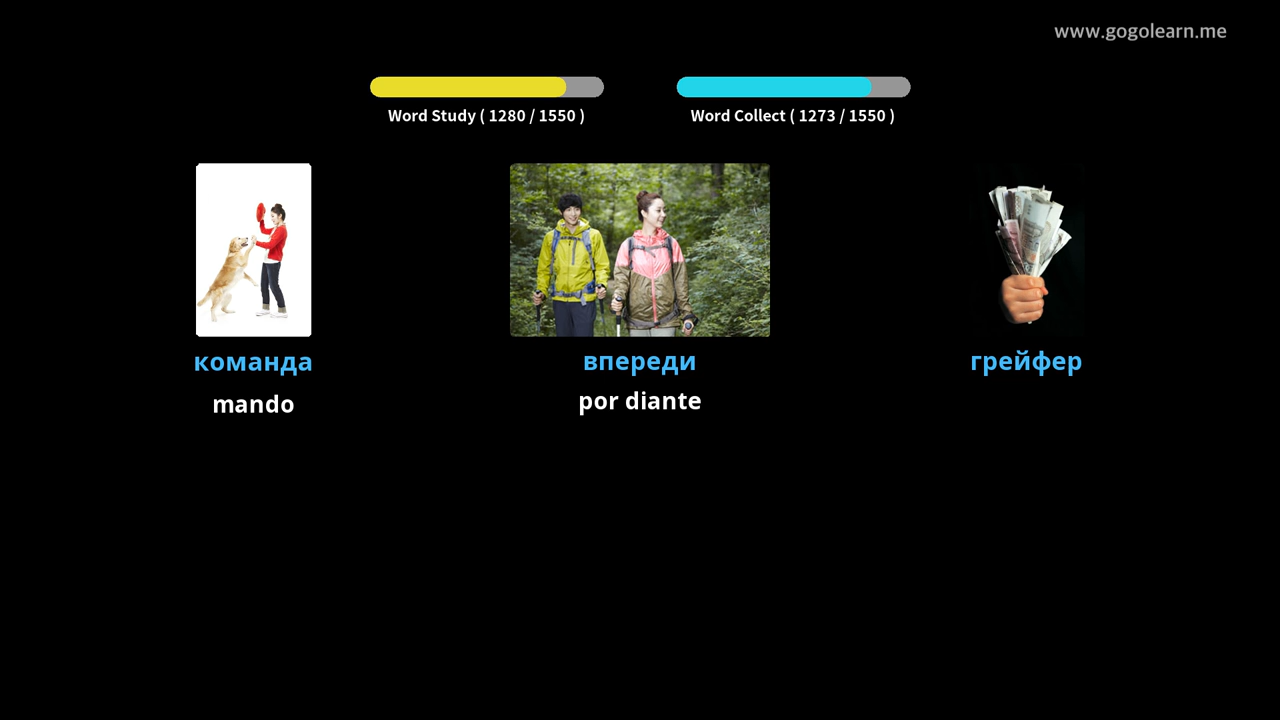 www.gogolearn.me
Word Study ( 1280 / 1550 )
Word Collect ( 1273 / 1550 )
команда
впереди
грейфер
mando
por diante